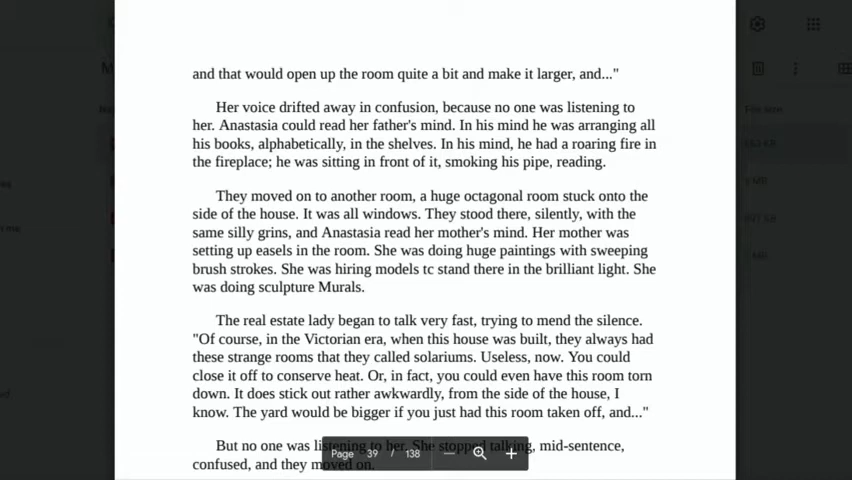 and that would open up the room quite a bit and make it larger, and..."
Her voice drifted away in confusion, because no one was listening to
her. Anastasia could read her father's mind. In his mind he was arranging all
his books, alphabetically, in the shelves. In his mind, he had a roaring fire in
the fireplace; he was sitting in front of it, smoking his pipe, reading.
They moved on to another room, a huge octagonal room stuck onto the
side of the house. It was all windows. They stood there, silently, with the
same silly grins, and Anastasia read her mother's mind. Her mother was
setting up easels in the room. She was doing huge paintings with sweeping
brush strokes. She was hiring models tc stand there in the brilliant light. She
was doing sculpture Murals.
The real estate lady began to talk very fast, trying to mend the silence.
"Of course, in the Victorian era, when this house was built, they always had
these strange rooms that they called solariums. Useless, now. You could
close it off to conserve heat. Or, in fact, you could even have this room torn
down. It does stick out rather awkwardly, from the side of the house, I
know. The yard would be bigger if you just had this room taken off, and..."
But no one was listening to her. She stopped talking, mid-sentence,
confused, and they moved on.
Page 39 / 138
File size